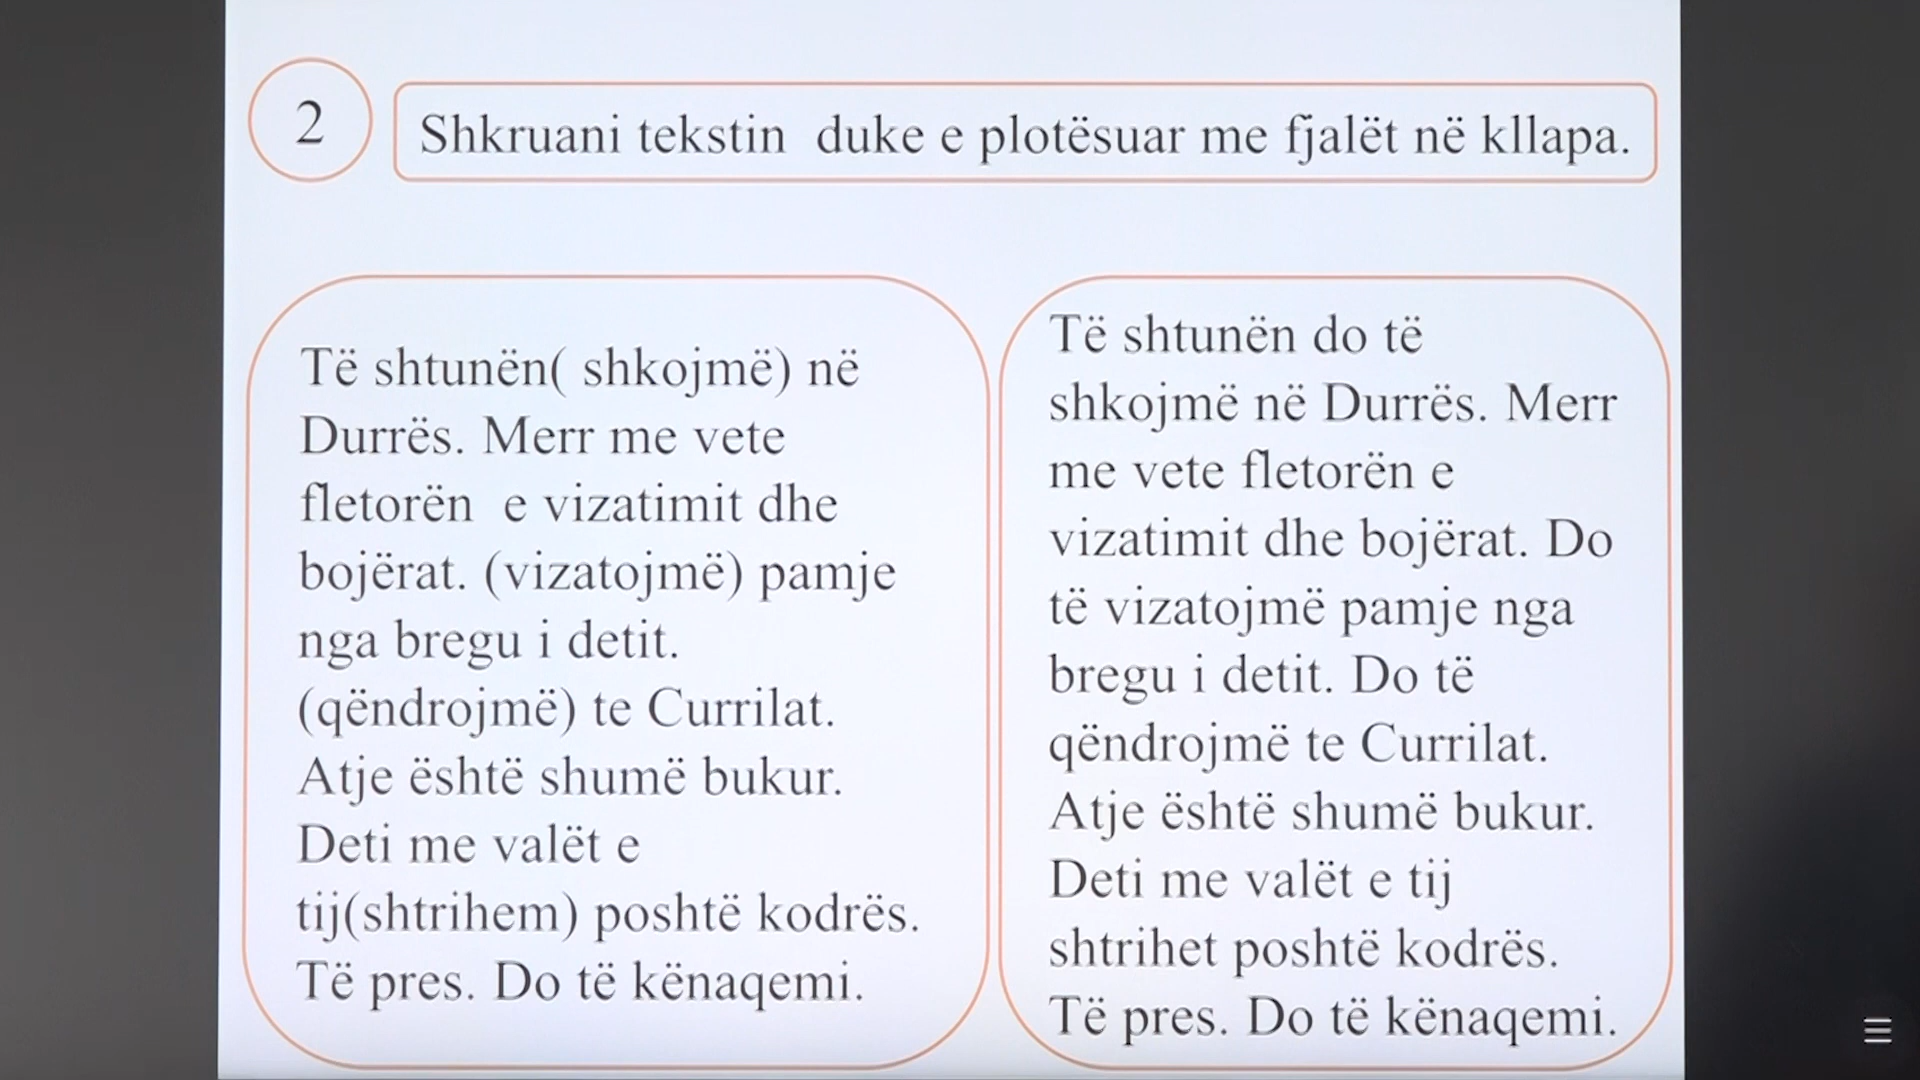 2
Shkruani tekstin duke e plotësuar me fjalët në kllapa.
Të shtunën( shkojmë) në
Durrës. Merr me vete
fletorën e vizatimit dhe
bojërat. (vizatojmë) pamje
nga bregu i detit.
(qëndrojmë) te Currilat.
Atje është shumë bukur.
Deti me valët e
tij(shtrihem) poshtë kodrës.
Të pres. Do të kënaqemi.
Të shtunën do të
shkojmë në Durrës. Merr
me vete fletorën e
vizatimit dhe bojërat. Do
të vizatojmë pamje nga
bregu i detit. Do të
qëndrojmë te Currilat.
Atje është shumë bukur.
Deti me valët e tij
shtrihet poshtë kodrës.
Të pres. Do të kënaqemi.